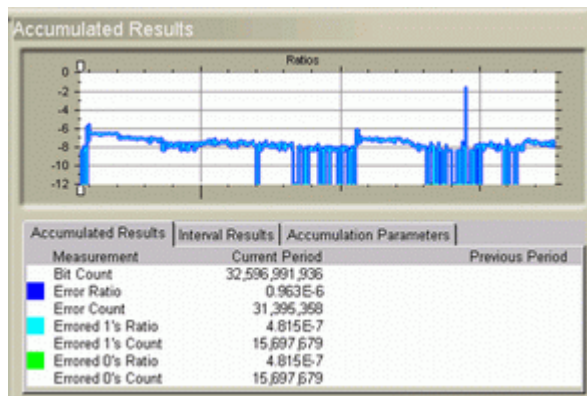 Accumulated Results
Ratios
0
-2
-4
-6
-8
-10
-12
Accumulated Results Interval Results Accumulation Parameters
Measurement Current Period Previous Period
Bit Count 32,596,991,936
Error Ratio 0.963E-6
Error Count 31,395,358
Errored 1's Ratio 4.815E-7
Errored 1's Count 15,697,679
Errored 0's Ratio 4.815E-7
Errored 0's Count 15,697,679